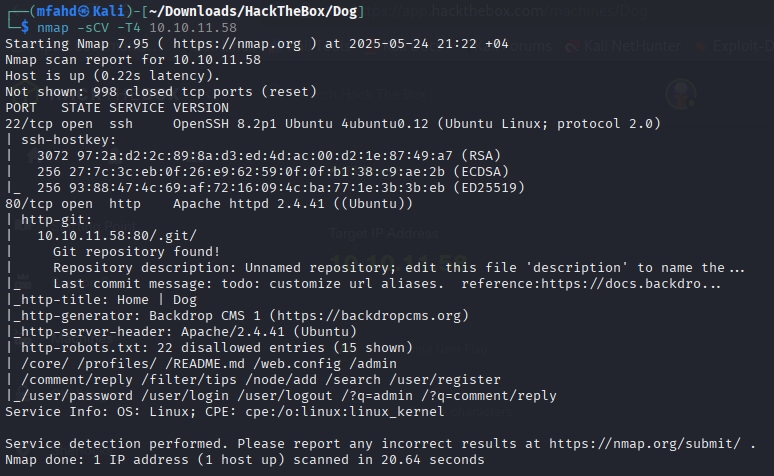 ┌──(mfahd㉿Kali)-[~/Downloads/HackTheBox/Dog]
└─$ nmap -sCV -T4 10.10.11.58
Starting Nmap 7.95 ( https://nmap.org ) at 2025-05-24 21:22 +04
Nmap scan report for 10.10.11.58
Host is up (0.22s latency).
Not shown: 998 closed tcp ports (reset)
PORT   STATE SERVICE VERSION
22/tcp open  ssh     OpenSSH 8.2p1 Ubuntu 4ubuntu0.12 (Ubuntu Linux; protocol 2.0)
| ssh-hostkey:
|   3072 97:2a:d2:2c:89:8a:d3:ed:4d:ac:00:d2:1e:87:49:a7 (RSA)
|   256 27:7c:3c:eb:0f:26:e9:62:59:0f:0f:b1:38:c9:ae:2b (ECDSA)
|_  256 93:88:47:4c:69:af:72:16:09:4c:ba:77:1e:3b:3b:eb (ED25519)
80/tcp open  http    Apache httpd 2.4.41 ((Ubuntu))
| http-git:
|   10.10.11.58:80/.git/
|     Git repository found!
|     Repository description: Unnamed repository; edit this file 'description' to name the...
|_    Last commit message: todo: customize url aliases.  reference:https://docs.backdro...
|_http-title: Home | Dog
|_http-generator: Backdrop CMS 1 (https://backdropcms.org)
|_http-server-header: Apache/2.4.41 (Ubuntu)
| http-robots.txt: 22 disallowed entries (15 shown)
| /core/ /profiles/ /README.md /web.config /admin
| /comment/reply /filter/tips /node/add /search /user/register
|_/user/password /user/login /user/logout /?q=admin /?q=comment/reply
Service Info: OS: Linux; CPE: cpe:/o:linux:linux_kernel

Service detection performed. Please report any incorrect results at https://nmap.org/submit/ .
Nmap done: 1 IP address (1 host up) scanned in 20.64 seconds